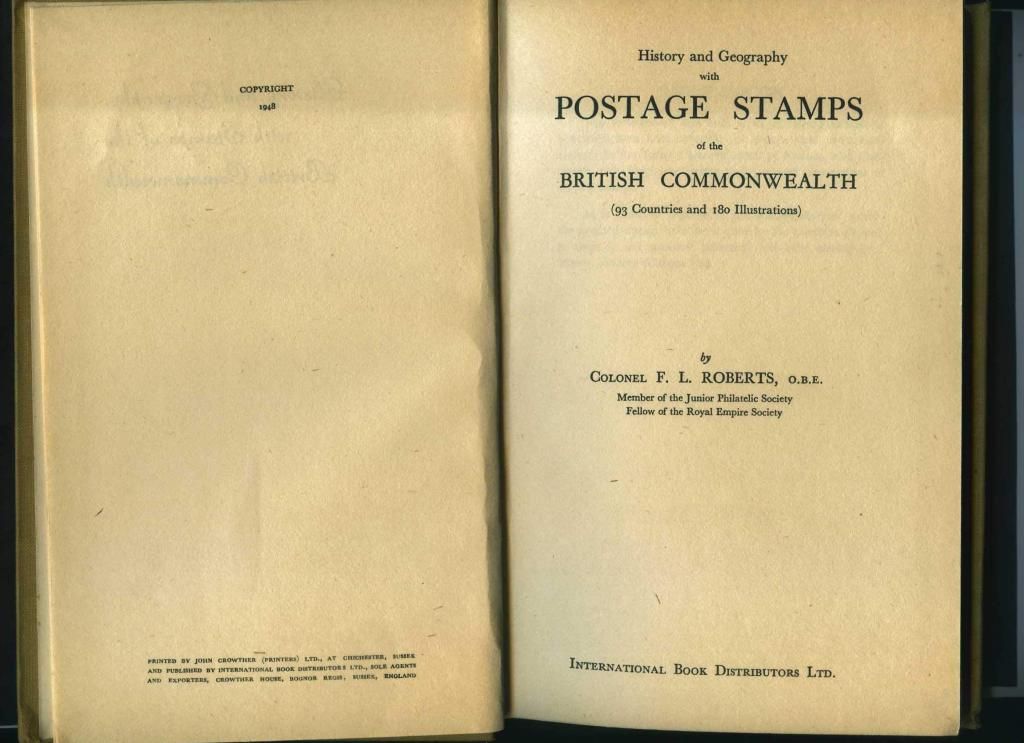 COPYRIGHT
1948
PRINTED BY JOHN CROWTHER (PRINTERS) LTD., AT CHICHESTER, SUSSEX
AND PUBLISHED BY INTERNATIONAL BOOK DISTRIBUTORS LTD., SOLE AGENTS
AND EXPORTERS, CROWTHER HOUSE, BOGNOR REGIS, SUSSEX, ENGLAND
History and Geography
with
POSTAGE STAMPS
of the
BRITISH COMMONWEALTH
(93 Countries and 180 Illustrations)
by
COLONEL F. L. ROBERTS, O.B.E.
Member of the Junior Philatelic Society
Fellow of the Royal Empire Society
INTERNATIONAL BOOK DISTRIBUTORS LTD.